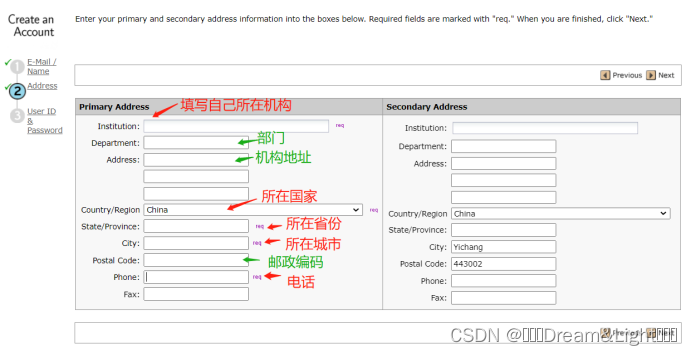 Create an
Account
Enter your primary and secondary address information into the boxes below. Required fields are marked with "req." When you are finished, click "Next."
1 E-Mail /
Name
2 Address
3 User ID
&
Password
Previous Next
Primary Address
填写自己所在机构
Institution: req
Department: 部门
Address: 机构地址
所在国家
Country/Region China req
State/Province: req 所在省份
City: req 所在城市
Postal Code: 邮政编码
Phone: req 电话
Fax:
Secondary Address
Institution:
Department:
Address:
Country/Region China
State/Province:
City: Yichang
Postal Code: 443002
Phone:
Fax:
Previous Next
CSDN @□□□Dream&Light□□□